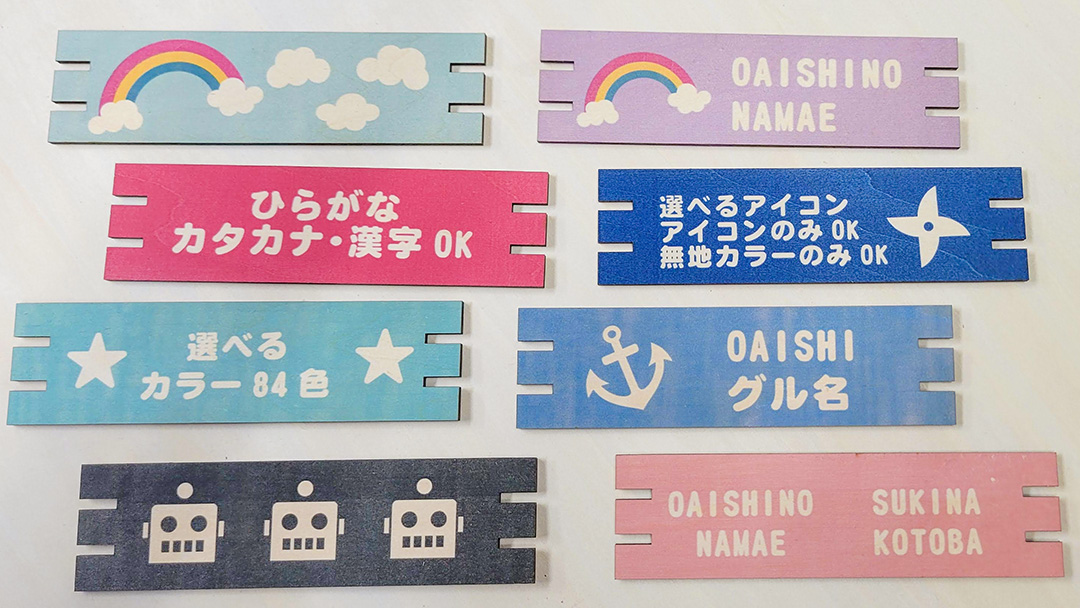 OAISHINO
NAMAE
ひらがな
カタカナ・漢字 OK
選べるアイコン
アイコンのみ OK
無地カラーのみ OK
選べる
カラー 84 色
OAISHI
グル名
OAISHINO
NAMAE
SUKINA
KOTOBA